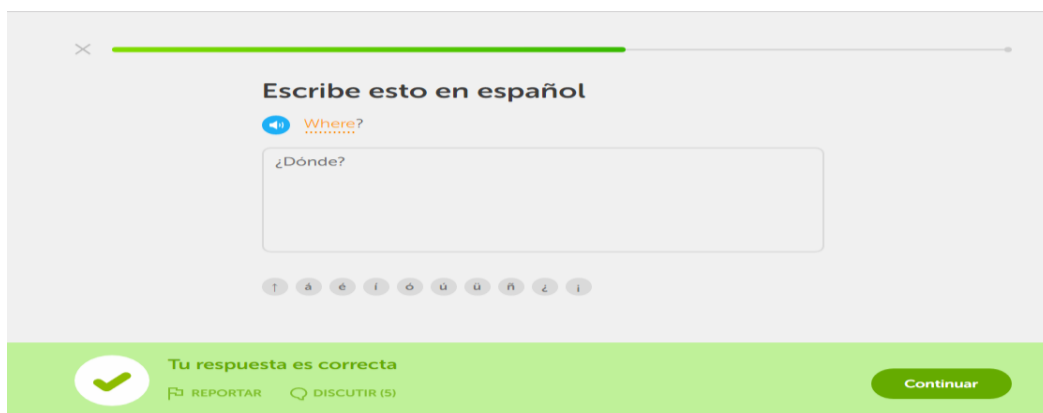 Escribe esto en español
Where?
¿Dónde?
↑ á é í ó ú ü ñ ¿ ¡
Tu respuesta es correcta
REPORTAR DISCUTIR (5)
Continuar